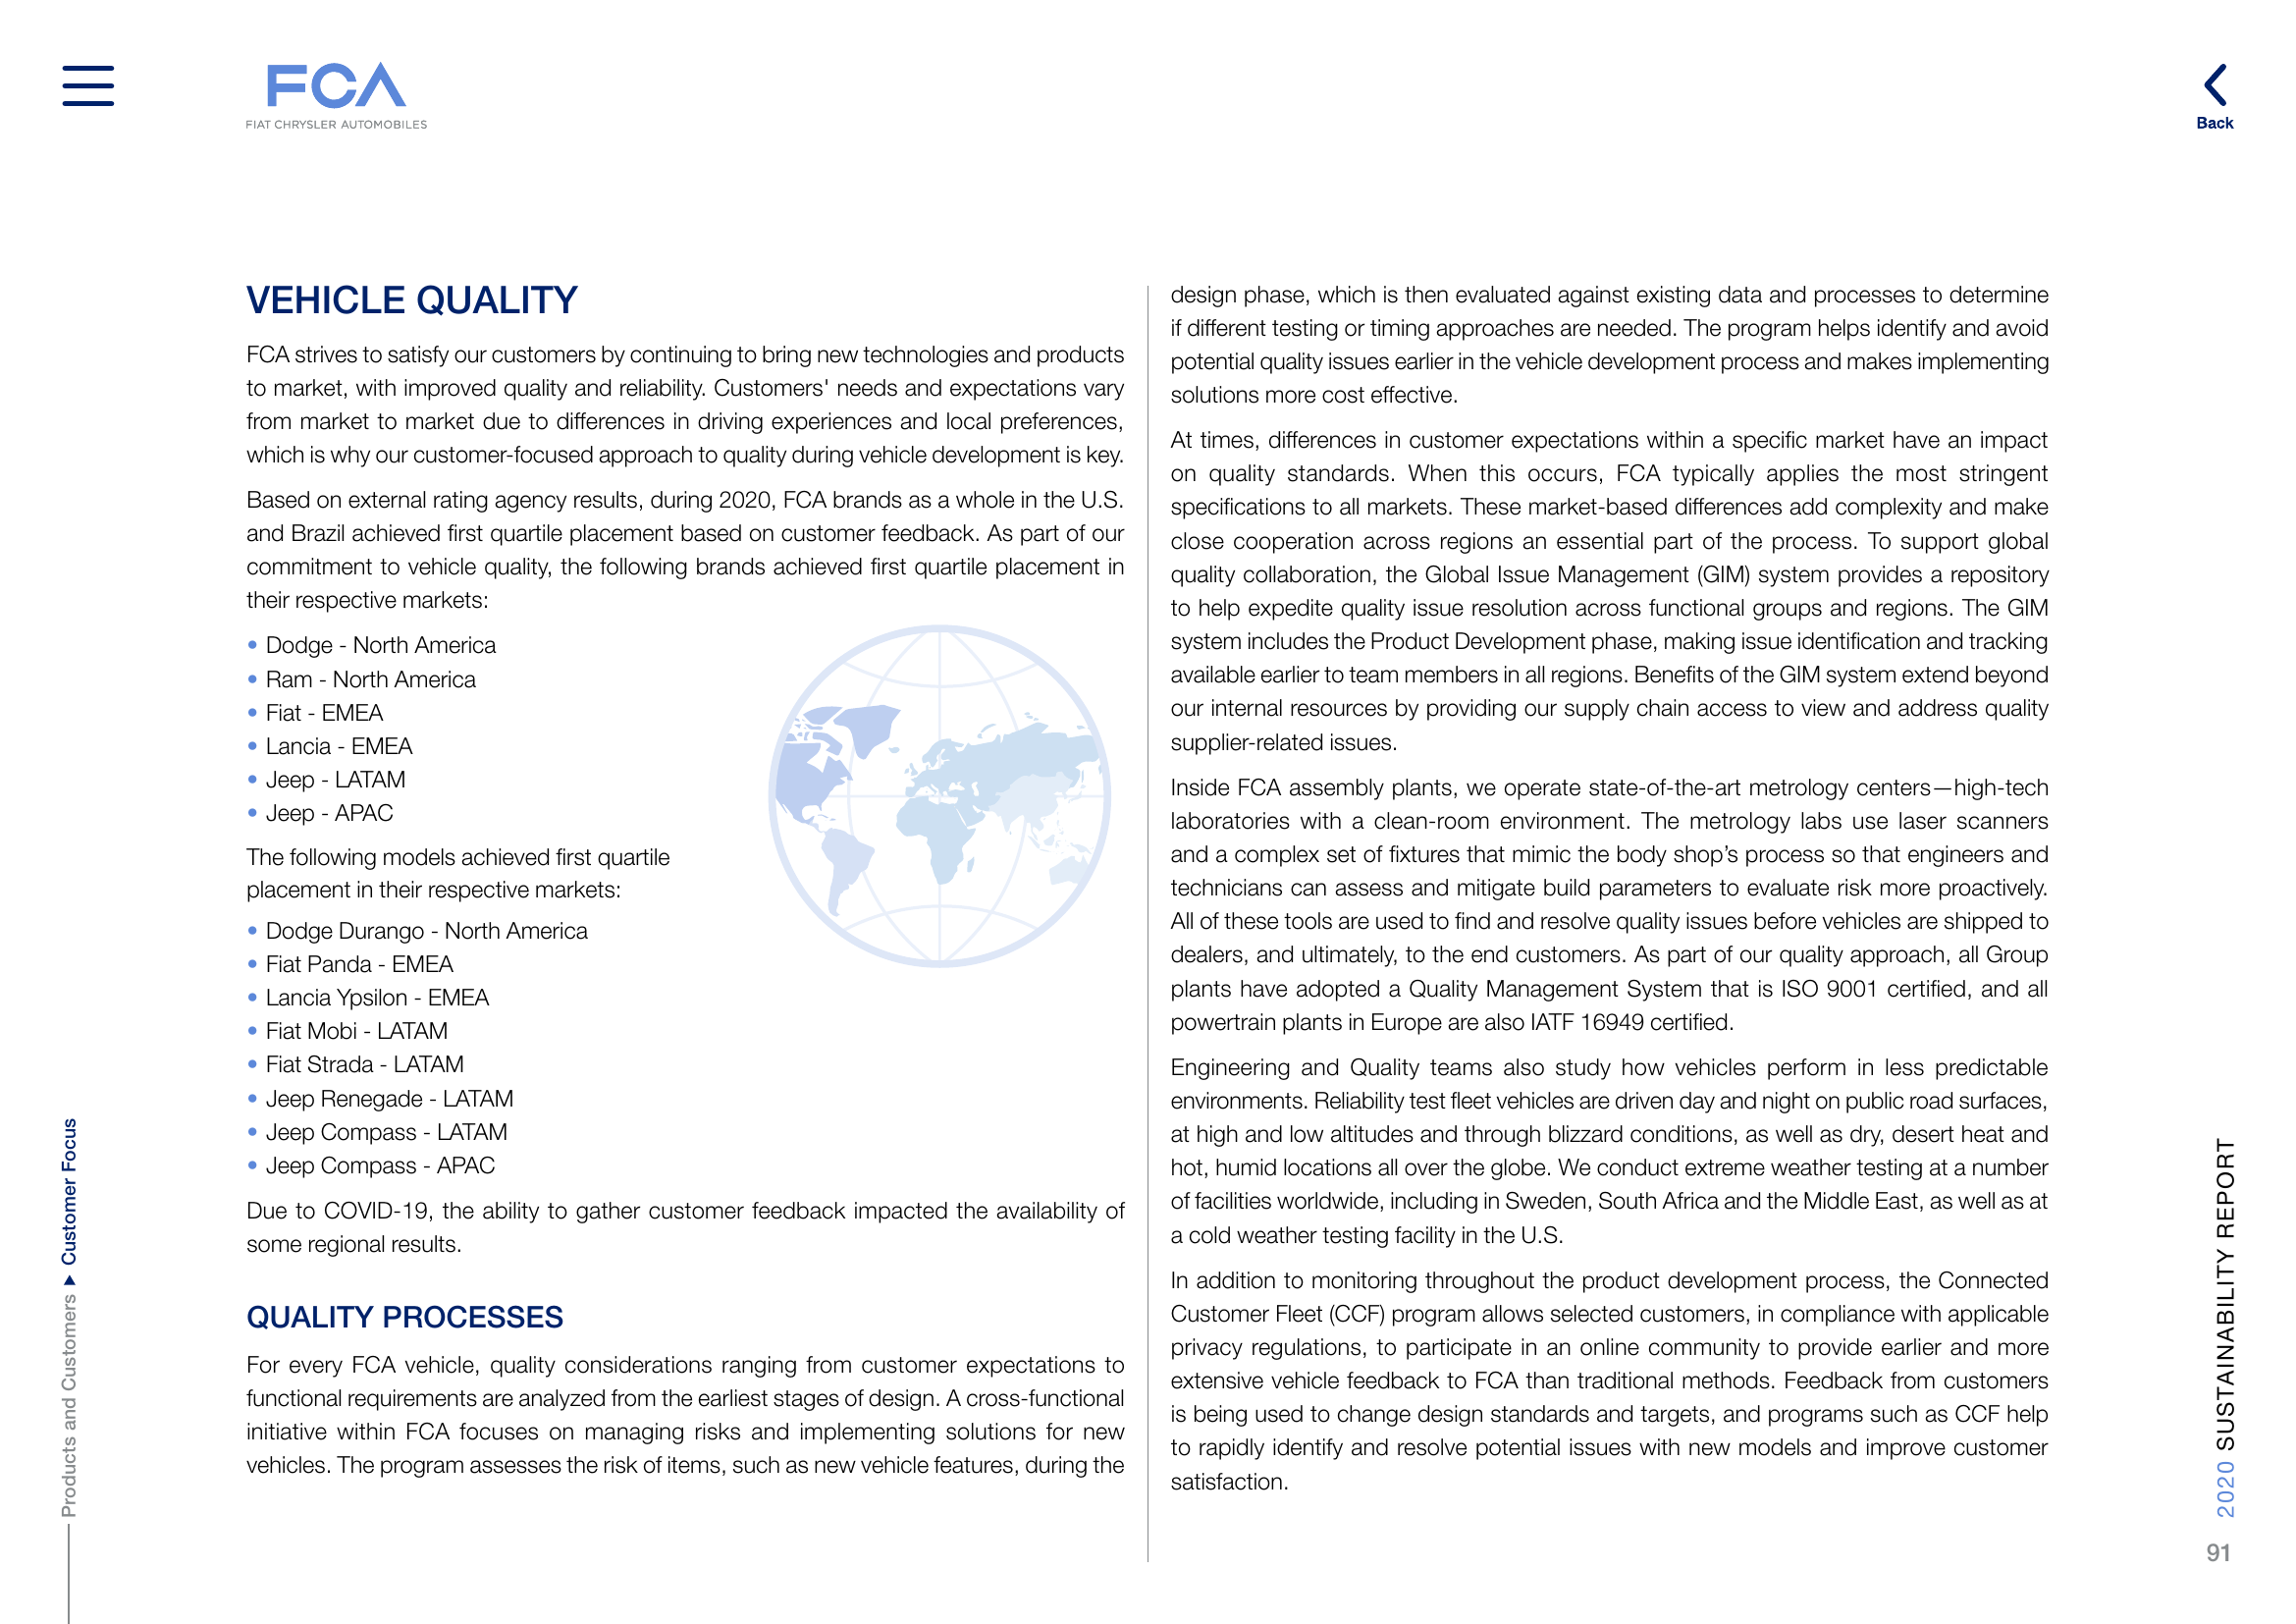 FCA
FIAT CHRYSLER AUTOMOBILES
Back
VEHICLE QUALITY
FCA strives to satisfy our customers by continuing to bring new technologies and products
to market, with improved quality and reliability. Customers' needs and expectations vary
from market to market due to differences in driving experiences and local preferences,
which is why our customer-focused approach to quality during vehicle development is key.
Based on external rating agency results, during 2020, FCA brands as a whole in the U.S.
and Brazil achieved first quartile placement based on customer feedback. As part of our
commitment to vehicle quality, the following brands achieved first quartile placement in
their respective markets:
• Dodge - North America
• Ram - North America
• Fiat - EMEA
• Lancia - EMEA
• Jeep - LATAM
• Jeep - APAC
The following models achieved first quartile
placement in their respective markets:
• Dodge Durango - North America
• Fiat Panda - EMEA
• Lancia Ypsilon - EMEA
• Fiat Mobi - LATAM
• Fiat Strada - LATAM
• Jeep Renegade - LATAM
• Jeep Compass - LATAM
• Jeep Compass - APAC
Due to COVID-19, the ability to gather customer feedback impacted the availability of
some regional results.
QUALITY PROCESSES
For every FCA vehicle, quality considerations ranging from customer expectations to
functional requirements are analyzed from the earliest stages of design. A cross-functional
initiative within FCA focuses on managing risks and implementing solutions for new
vehicles. The program assesses the risk of items, such as new vehicle features, during the
design phase, which is then evaluated against existing data and processes to determine
if different testing or timing approaches are needed. The program helps identify and avoid
potential quality issues earlier in the vehicle development process and makes implementing
solutions more cost effective.
At times, differences in customer expectations within a specific market have an impact
on quality standards. When this occurs, FCA typically applies the most stringent
specifications to all markets. These market-based differences add complexity and make
close cooperation across regions an essential part of the process. To support global
quality collaboration, the Global Issue Management (GIM) system provides a repository
to help expedite quality issue resolution across functional groups and regions. The GIM
system includes the Product Development phase, making issue identification and tracking
available earlier to team members in all regions. Benefits of the GIM system extend beyond
our internal resources by providing our supply chain access to view and address quality
supplier-related issues.
Inside FCA assembly plants, we operate state-of-the-art metrology centers—high-tech
laboratories with a clean-room environment. The metrology labs use laser scanners
and a complex set of fixtures that mimic the body shop’s process so that engineers and
technicians can assess and mitigate build parameters to evaluate risk more proactively.
All of these tools are used to find and resolve quality issues before vehicles are shipped to
dealers, and ultimately, to the end customers. As part of our quality approach, all Group
plants have adopted a Quality Management System that is ISO 9001 certified, and all
powertrain plants in Europe are also IATF 16949 certified.
Engineering and Quality teams also study how vehicles perform in less predictable
environments. Reliability test fleet vehicles are driven day and night on public road surfaces,
at high and low altitudes and through blizzard conditions, as well as dry, desert heat and
hot, humid locations all over the globe. We conduct extreme weather testing at a number
of facilities worldwide, including in Sweden, South Africa and the Middle East, as well as at
a cold weather testing facility in the U.S.
In addition to monitoring throughout the product development process, the Connected
Customer Fleet (CCF) program allows selected customers, in compliance with applicable
privacy regulations, to participate in an online community to provide earlier and more
extensive vehicle feedback to FCA than traditional methods. Feedback from customers
is being used to change design standards and targets, and programs such as CCF help
to rapidly identify and resolve potential issues with new models and improve customer
satisfaction.
Products and Customers ▶ Customer Focus
2020 SUSTAINABILITY REPORT
91